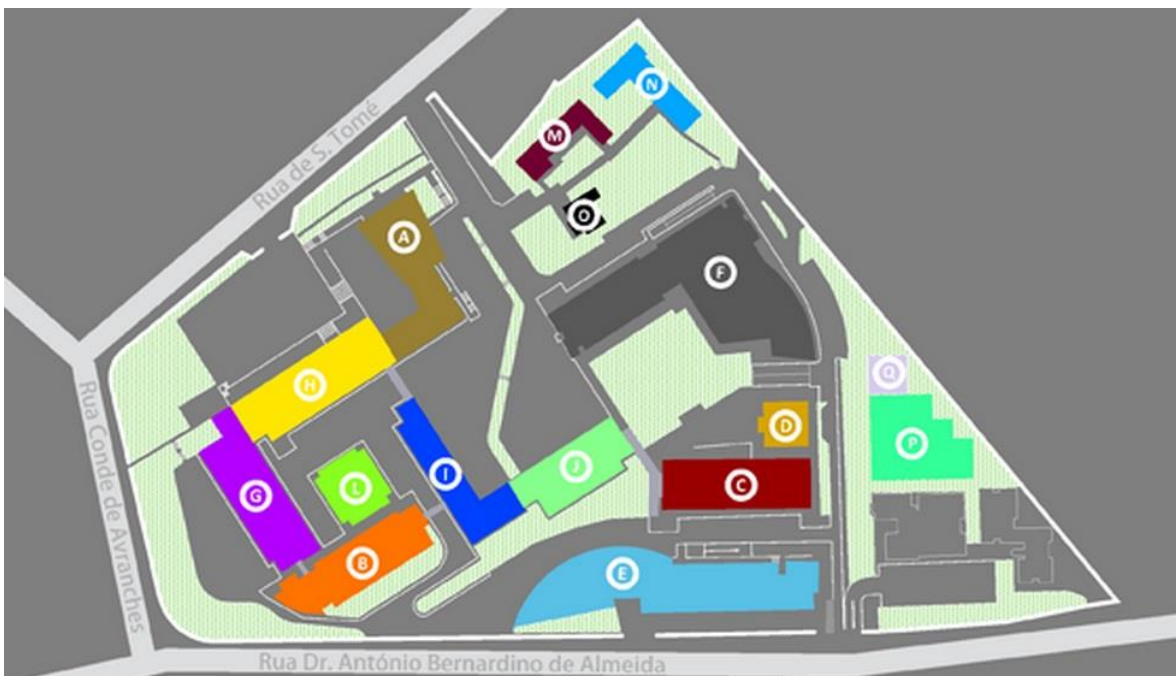 Rua de S. Tomé
N
M
O
A
F
Q
H
D
P
J
I
L
C
G
B
E
Rua Conde de Avranches
Rua Dr. António Bernardino de Almeida